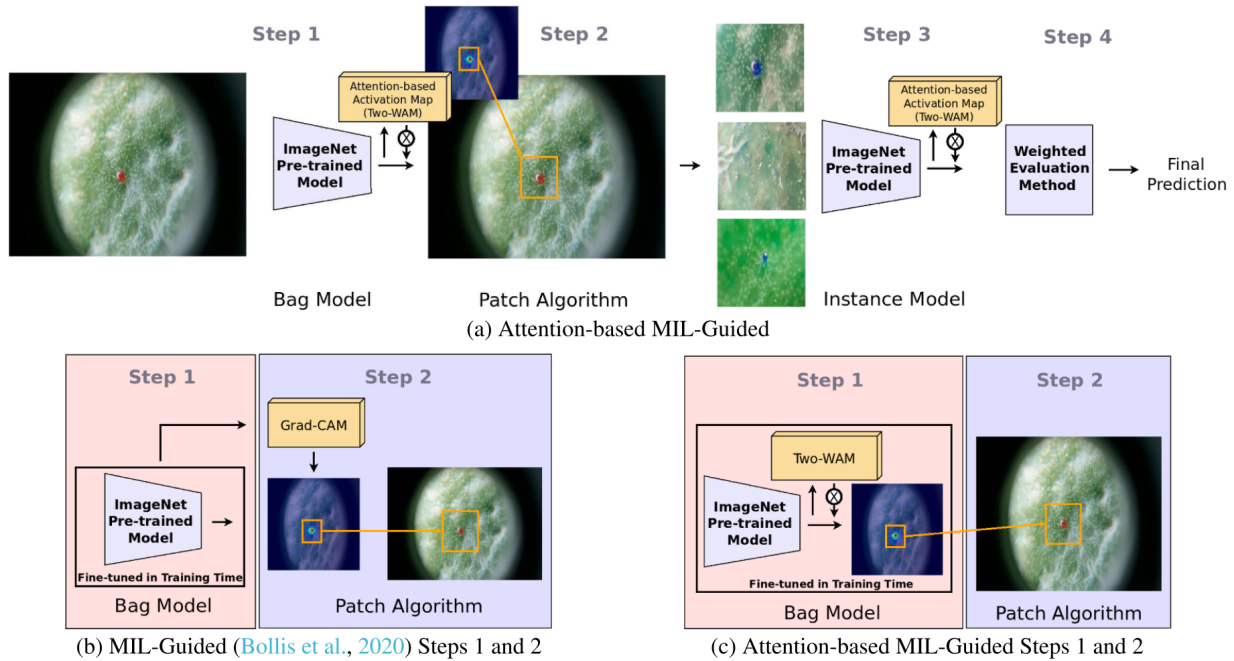 Step 1
Step 2
Step 3
Step 4
Attention-based
Activation Map
(Two-WAM)
ImageNet
Pre-trained
Model
Attention-based
Activation Map
(Two-WAM)
ImageNet
Pre-trained
Model
Weighted
Evaluation
Method
Final
Prediction
Bag Model
Patch Algorithm
Instance Model
(a) Attention-based MIL-Guided
Step 1
Step 2
Grad-CAM
ImageNet
Pre-trained
Model
Fine-tuned in Training Time
Bag Model
Patch Algorithm
(b) MIL-Guided (Bollis et al., 2020) Steps 1 and 2
Step 1
Step 2
Two-WAM
ImageNet
Pre-trained
Model
Fine-tuned in Training Time
Bag Model
Patch Algorithm
(c) Attention-based MIL-Guided Steps 1 and 2